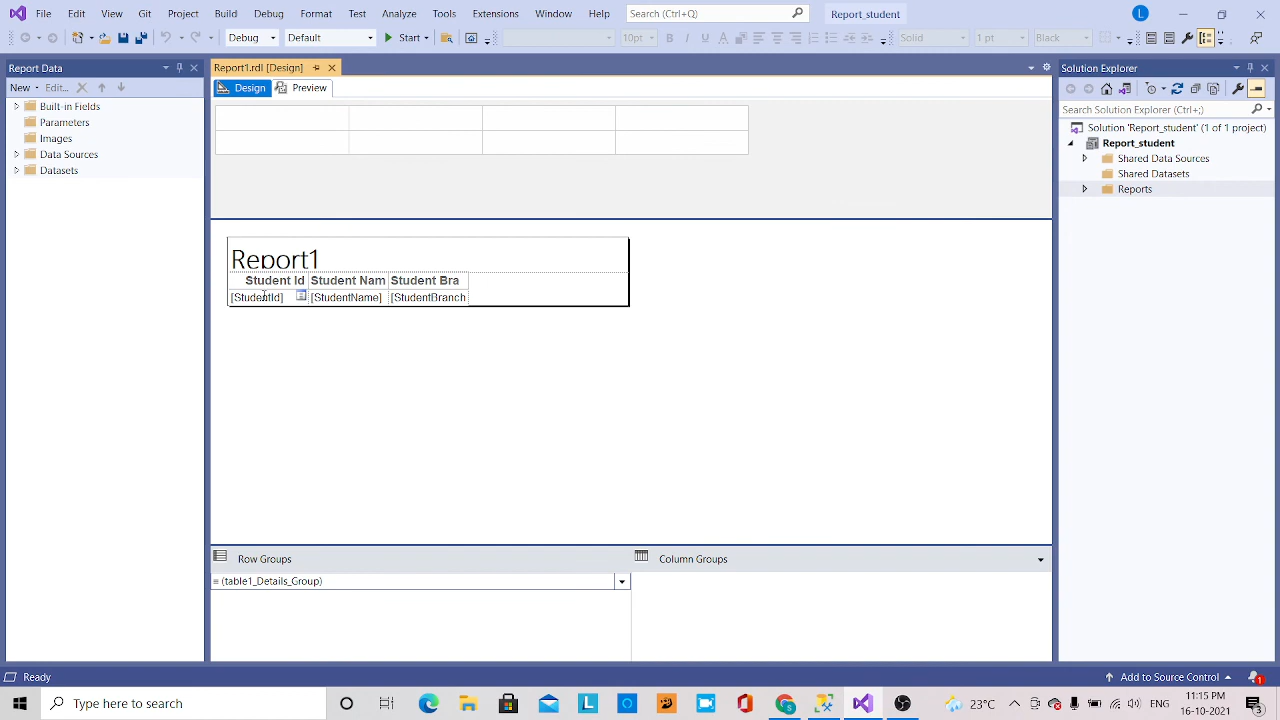 File Edit View Git Project Build Debug Test Analyze Tools Extensions Window Help Search (Ctrl+Q) Report_student L
Debug Default Start 10pt B I U A Solid 1 pt Black
Report Data
New Edit...
Built-in Fields
Parameters
Images
Data Sources
Datasets
Report1.rdl [Design]
Design Preview
Report1
Student Id Student Nam Student Bra
[StudentId] [StudentName] [StudentBranch
Row Groups Column Groups
(table1_Details_Group)
Solution Explorer
Search Solution Explorer (Ctrl+;)
Solution 'Report_student' (1 of 1 project)
Report_student
Shared Data Sources
Shared Datasets
Reports
Ready Add to Source Control 1
Type here to search L 23°C ENG 11:15 PM
16-10-2021 3